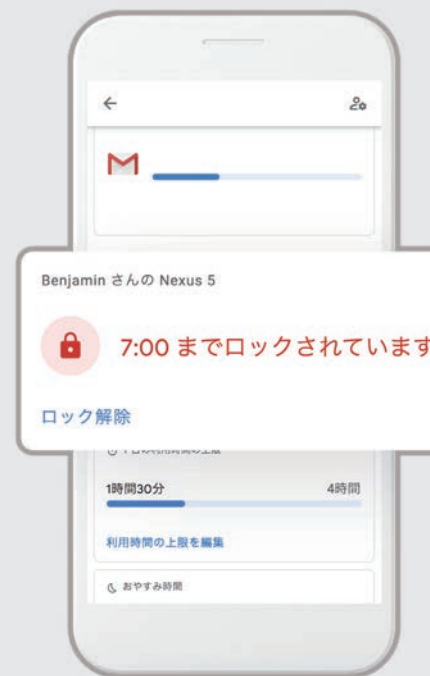 Benjamin さんの Nexus 5
7:00 までロックされています
ロック解除
1時間30分 4時間
利用時間の上限を編集
おやすみ時間